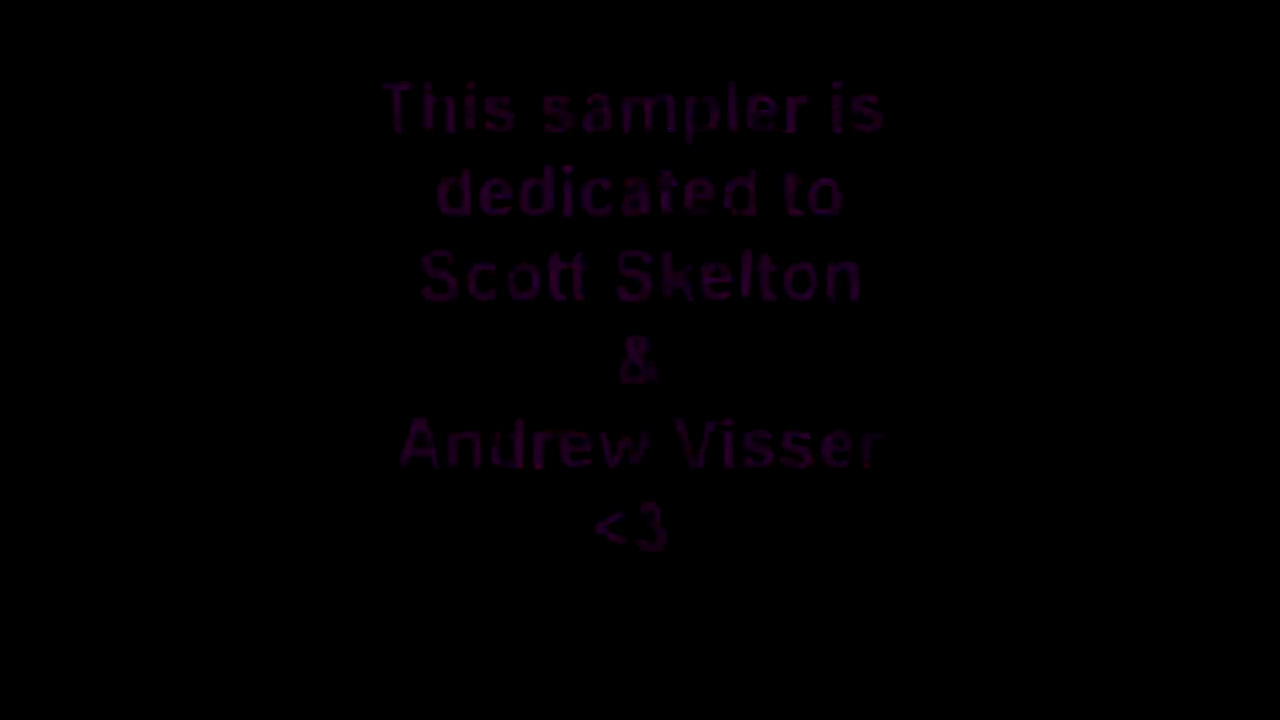 This sampler is
dedicated to
Scott Skelton
&
Andrew Visser
<3